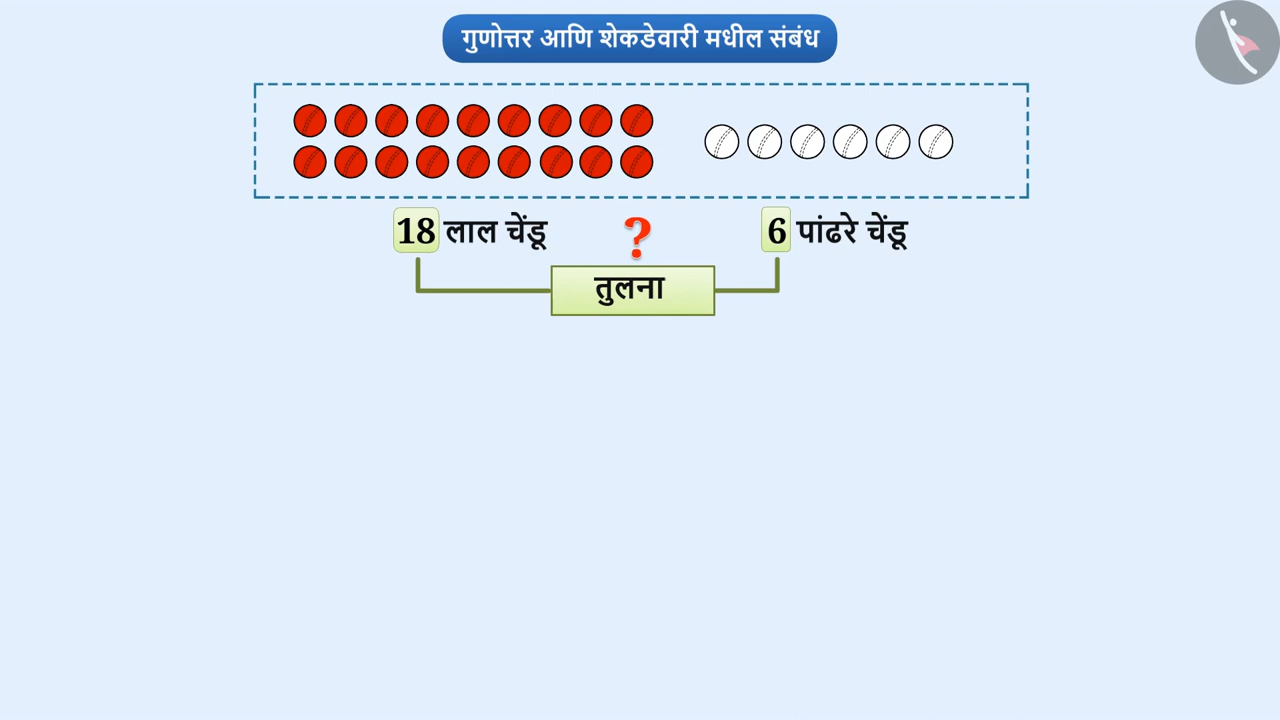 गुणोत्तर आणि शेकडेवारी मधील संबंध
18 लाल चेंडू ? 6 पांढरे चेंडू
तुलना